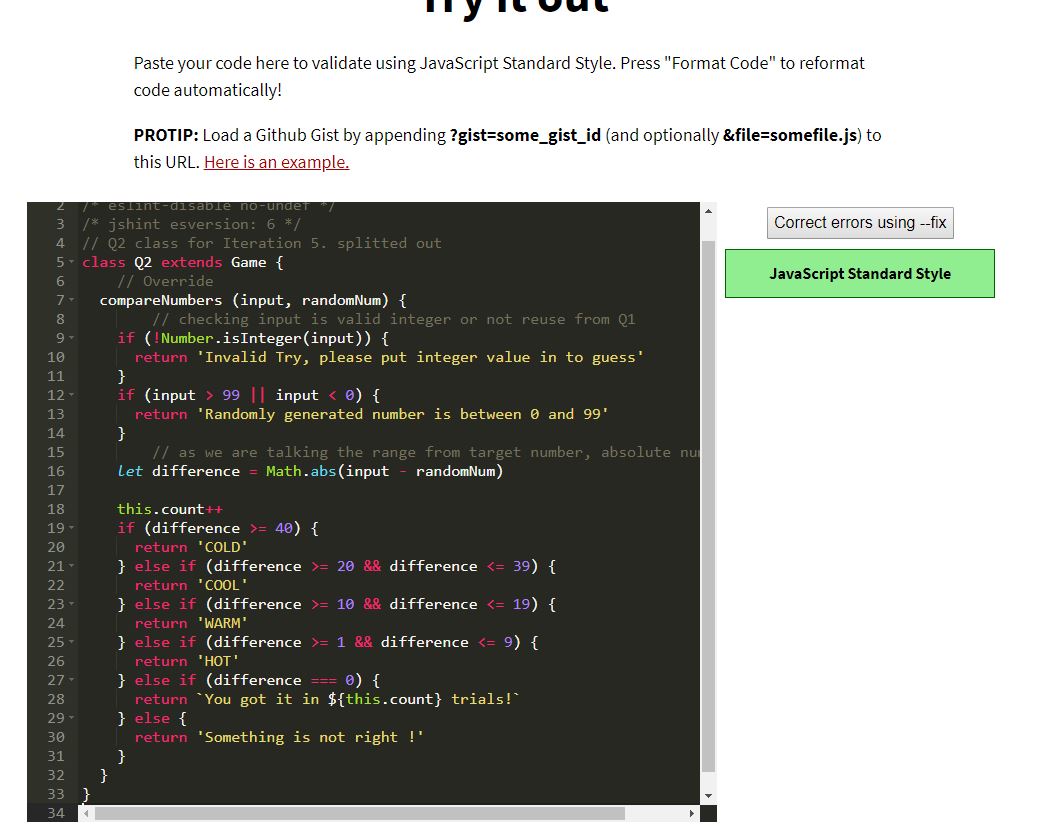 Try it out
Paste your code here to validate using JavaScript Standard Style. Press "Format Code" to reformat
code automatically!
PROTIP: Load a Github Gist by appending ?gist=some_gist_id (and optionally &file=somefile.js) to
this URL. Here is an example.
2 /* eslint-disable no-undef */
3 /* jshint esversion: 6 */
4 // Q2 class for Iteration 5. splitted out
5 class Q2 extends Game {
6     // Override
7   compareNumbers (input, randomNum) {
8         // checking input is valid integer or not reuse from Q1
9     if (!Number.isInteger(input)) {
10       return 'Invalid Try, please put integer value in to guess'
11     }
12     if (input > 99 || input < 0) {
13       return 'Randomly generated number is between 0 and 99'
14     }
15         // as we are talking the range from target number, absolute
16     let difference = Math.abs(input - randomNum)
17
18     this.count++
19     if (difference >= 40) {
20       return 'COLD'
21     } else if (difference >= 20 && difference <= 39) {
22       return 'COOL'
23     } else if (difference >= 10 && difference <= 19) {
24       return 'WARM'
25     } else if (difference >= 1 && difference <= 9) {
26       return 'HOT'
27     } else if (difference === 0) {
28       return `You got it in ${this.count} trials!`
29     } else {
30       return 'Something is not right !'
31     }
32   }
33 }
34
Correct errors using --fix
JavaScript Standard Style